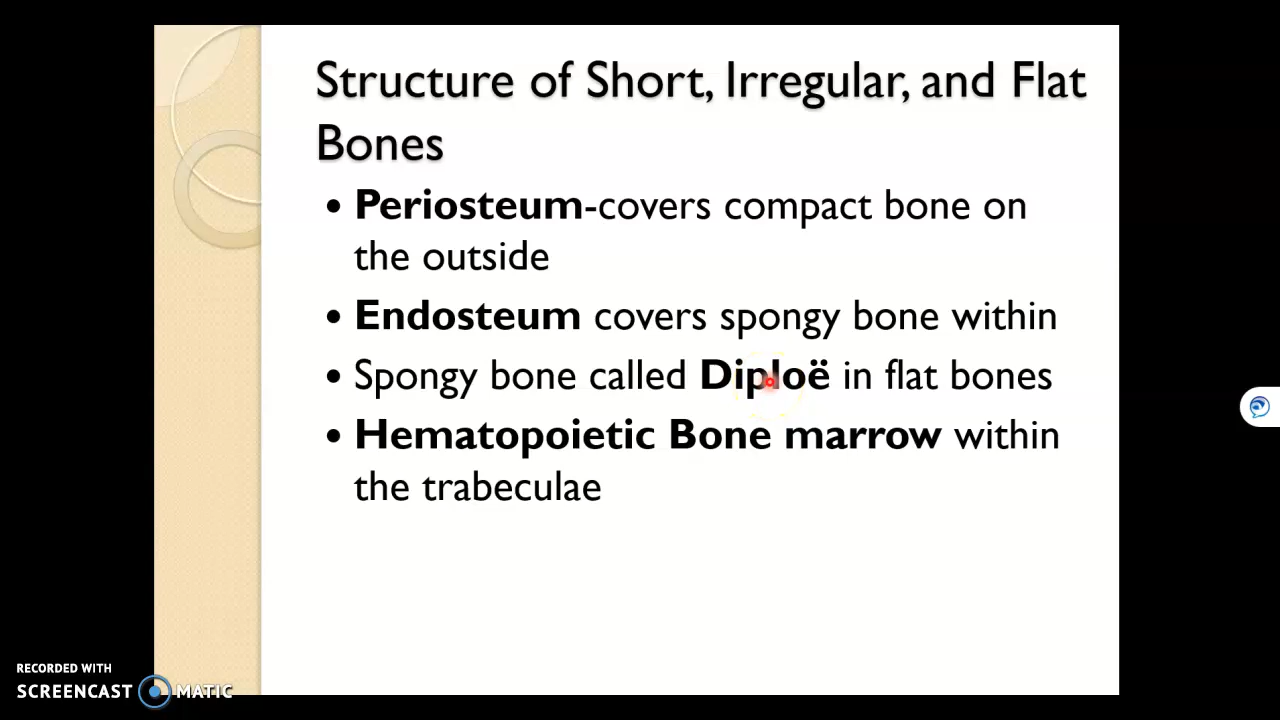 Structure of Short, Irregular, and Flat
Bones
• Periosteum-covers compact bone on
the outside
• Endosteum covers spongy bone within
• Spongy bone called Diploë in flat bones
• Hematopoietic Bone marrow within
the trabeculae
RECORDED WITH
SCREENCAST MATIC